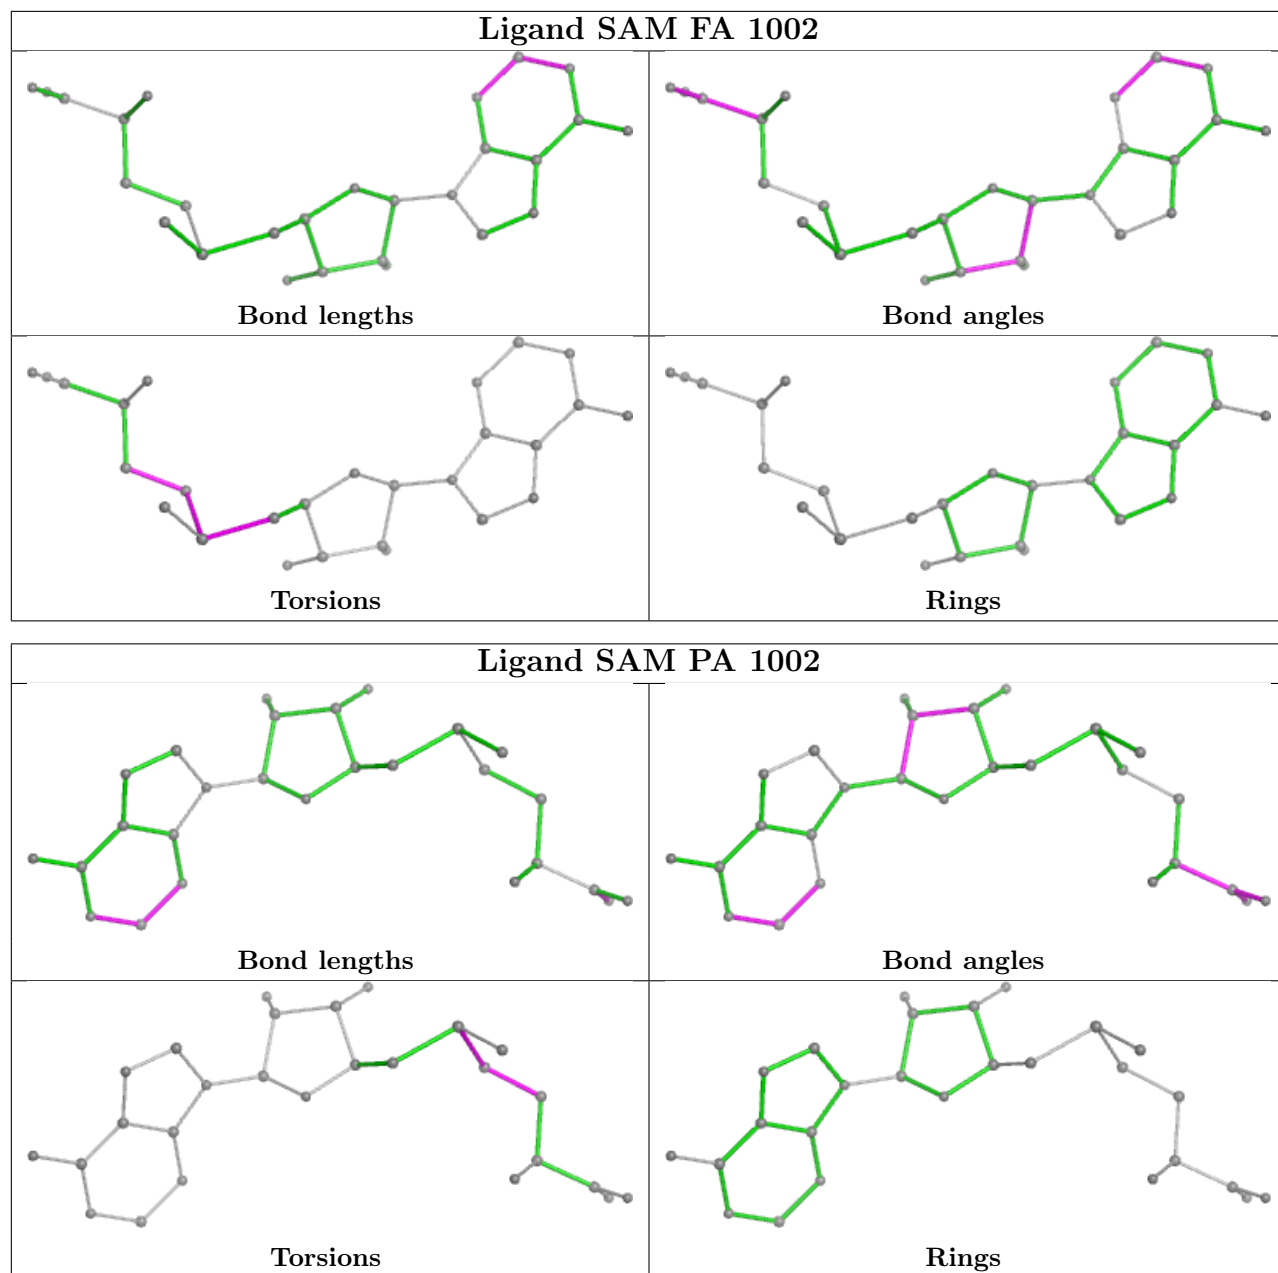 Ligand SAM FA 1002
Bond lengths
Bond angles
Torsions
Rings
Ligand SAM PA 1002
Bond lengths
Bond angles
Torsions
Rings